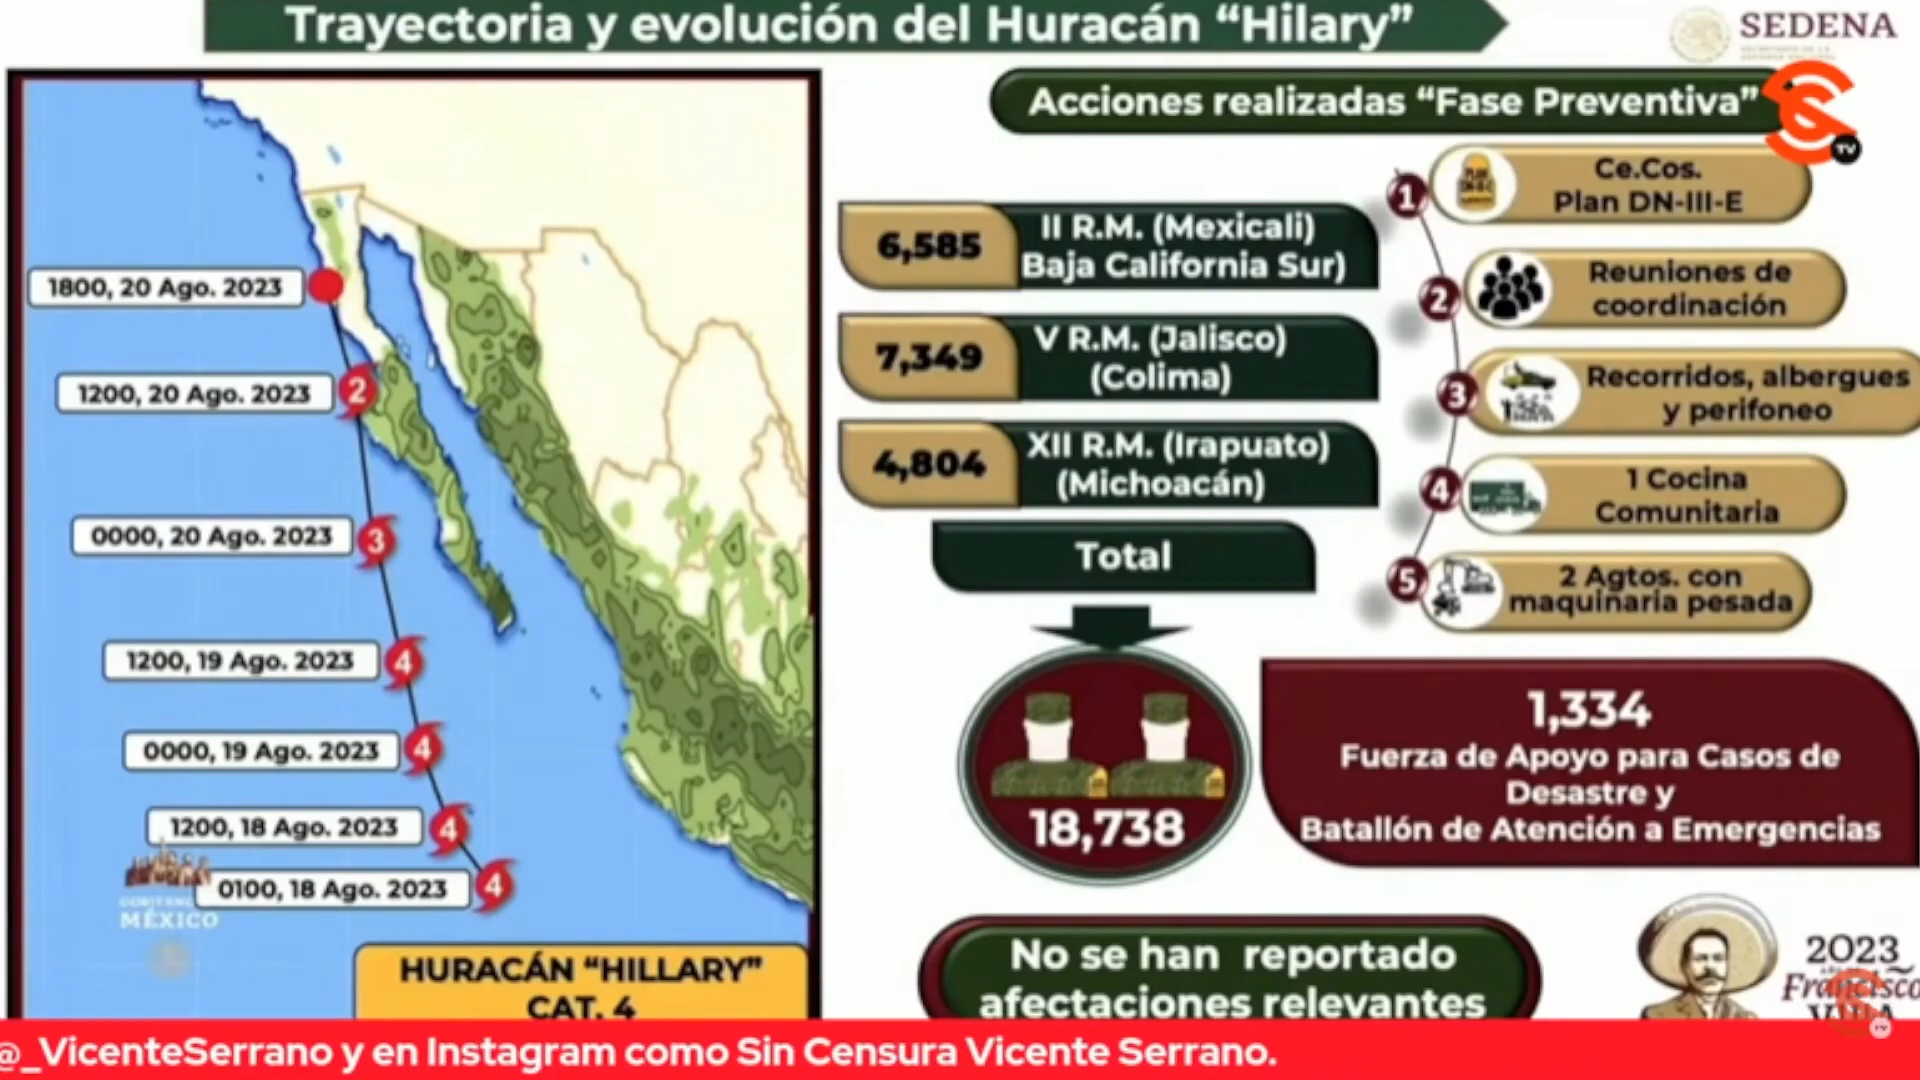 Trayectoria y evolución del Huracán “Hilary”
SEDENA
1800, 20 Ago. 2023
1200, 20 Ago. 2023
2
0000, 20 Ago. 2023
3
1200, 19 Ago. 2023
4
0000, 19 Ago. 2023
4
1200, 18 Ago. 2023
4
0100, 18 Ago. 2023
4
MÉXICO
HURACÁN “HILLARY”
CAT. 4
Acciones realizadas “Fase Preventiva”
TV
6,585
II R.M. (Mexicali)
Baja California Sur)
7,349
V R.M. (Jalisco)
(Colima)
4,804
XII R.M. (Irapuato)
(Michoacán)
Total
18,738
1
Ce.Cos.
Plan DN-III-E
2
Reuniones de
coordinación
3
Recorridos, albergues
y perifoneo
4
1 Cocina
Comunitaria
5
2 Agtos. con
maquinaria pesada
1,334
Fuerza de Apoyo para Casos de
Desastre y
Batallón de Atención a Emergencias
No se han reportado
afectaciones relevantes
2023
Francisco
VILLA
@_VicenteSerrano y en Instagram como Sin Censura Vicente Serrano.